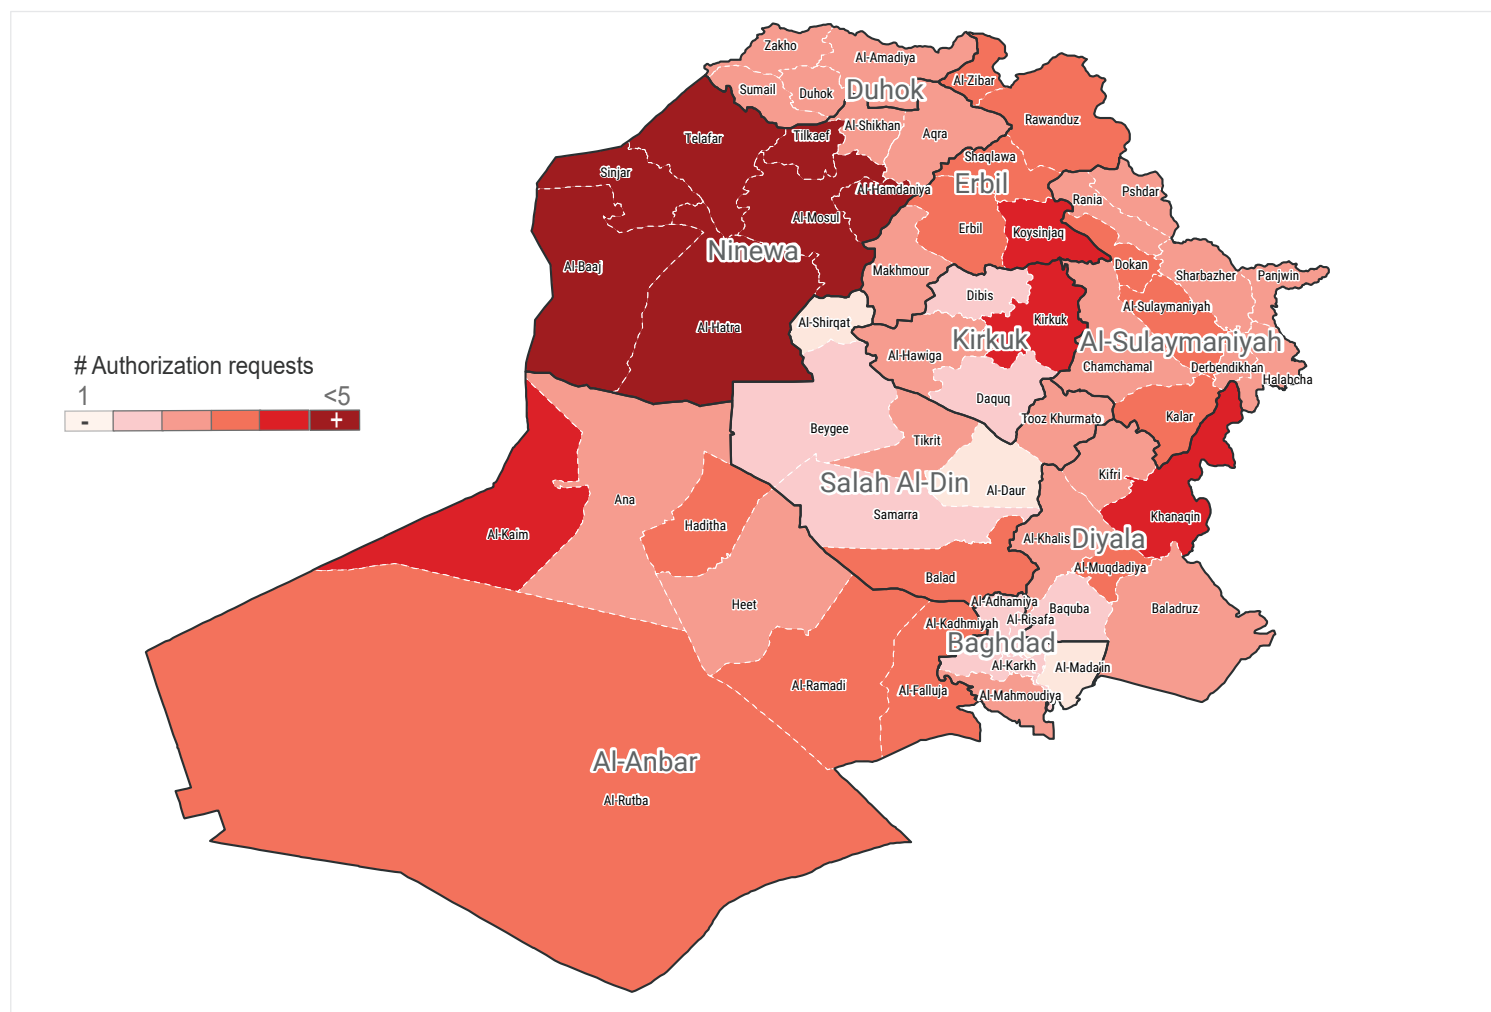 Zakho
Al-Amadiya
Al-Zibar
Sumail
Duhok
Duhok
Rawanduz
Al-Shikhan
Aqra
Telafar
Tilkaef
Shaqlawa
Sinjar
Al-Hamdaniya
Erbil
Rania
Pshdar
Al-Mosul
Erbil
Koysinjaq
Ninewa
Al-Baaj
Makhmour
Dokan
Sharbazher
Panjwin
Dibis
Al-Sulaymaniyah
Al-Hatra
Al-Shirqat
Kirkuk
Kirkuk
Al-Sulaymaniyah
Al-Hawiga
Chamchamal
Derbendikhan
Halabcha
# Authorization requests
1
<5
-
+
Daquq
Tooz Khurmato
Kalar
Beygee
Tikrit
Kifri
Salah Al-Din
Al-Daur
Ana
Samarra
Khanaqin
Haditha
Al-Kaim
Al-Khalis
Diyala
Al-Muqdadiya
Balad
Heet
Al-Adhamiya
Baquba
Baladruz
Al-Kadhmiyah
Al-Risafa
Baghdad
Al-Karkh
Al-Madain
Al-Ramadi
Al-Falluja
Al-Mahmoudiya
Al-Anbar
Al-Rutba